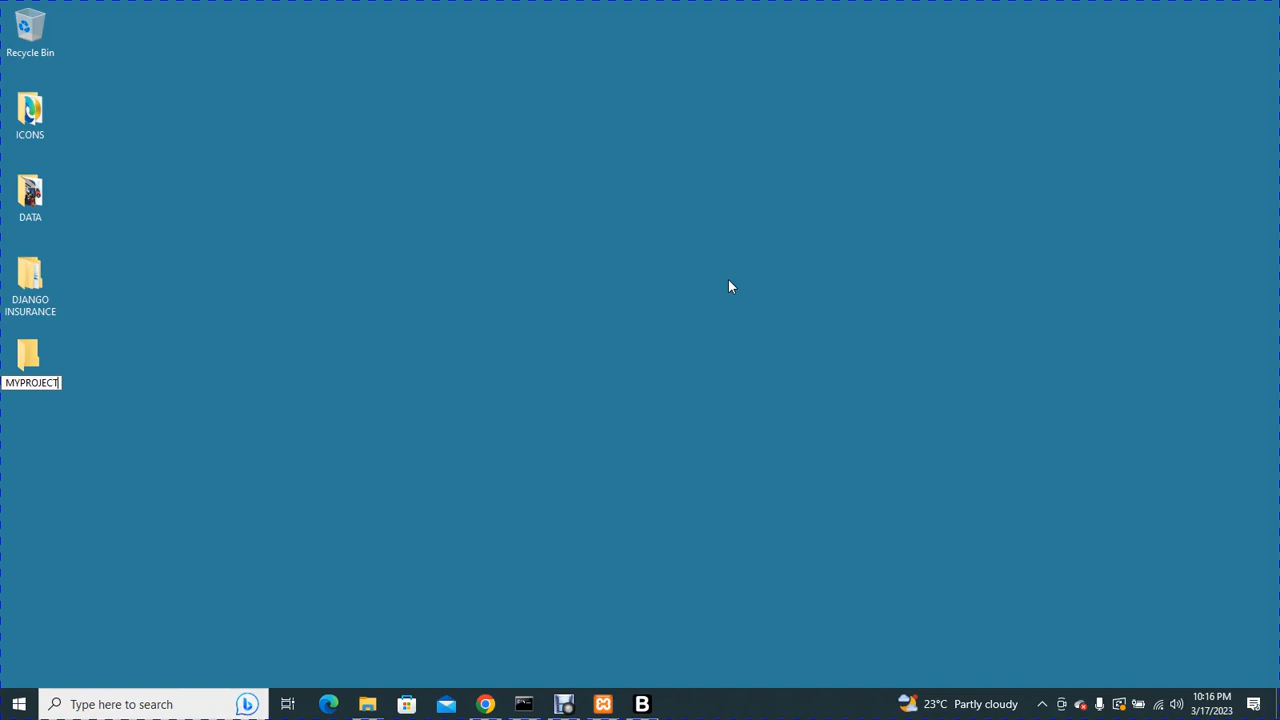 Recycle Bin
ICONS
DATA
DJANGO
INSURANCE
MYPROJECT
Type here to search
B
23°C Partly cloudy
10:16 PM
3/17/2023